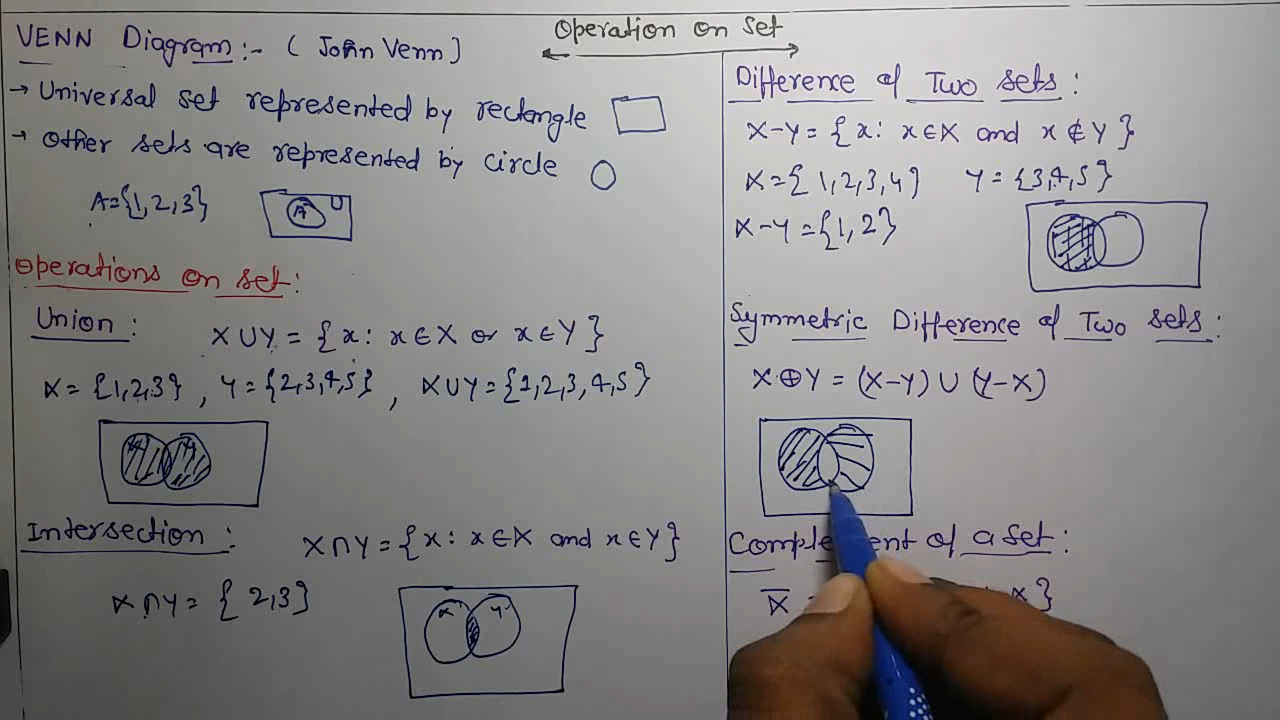 Operation on Set
VENN Diagram:- ( John Venn )
→ Universal set represented by rectangle
→ Other sets are represented by circle
A={1,2,3}
A U
Operations on set:
Union: X∪Y = {x: x∈X or x∈Y}
X = {1,2,3}, Y = {2,3,4,5}, X∪Y={1,2,3,4,5}
Intersection: X∩Y = {x: x∈X and x∈Y}
X∩Y = {2,3}
X Y
Difference of Two sets:
X-Y = {x: x∈X and x∉Y}
X={1,2,3,4} Y={3,4,5}
X-Y={1,2}
Symmetric Difference of Two sets:
X⊕Y = (X-Y) ∪ (Y-X)
of a set:
X̅ X}